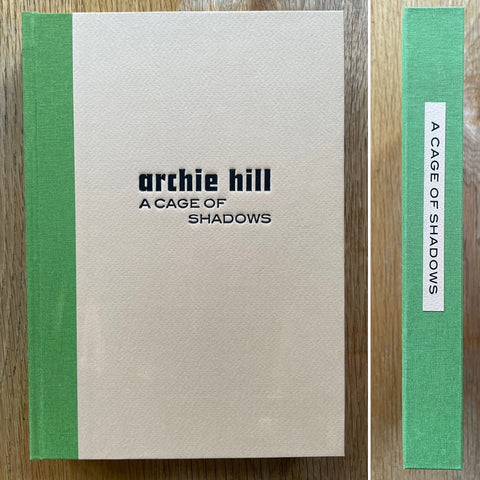 archie hill
A CAGE OF
SHADOWS
A CAGE OF SHADOWS